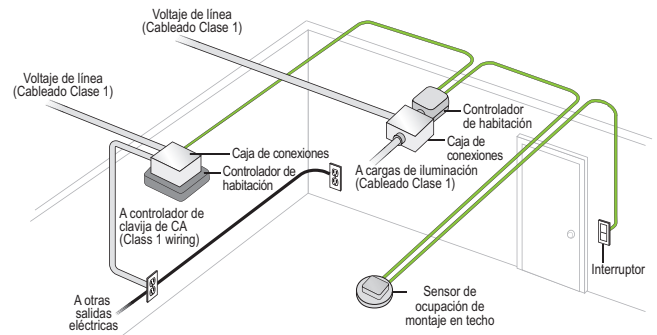 Voltaje de línea
(Cableado Clase 1)
Voltaje de línea
(Cableado Clase 1)
Controlador
de habitación
Caja de
conexiones
A cargas de iluminación
(Cableado Clase 1)
Caja de conexiones
Controlador de
habitación
A controlador de
clavija de CA
(Class 1 wiring)
Interruptor
A otras
salidas
eléctricas
Sensor de
ocupación de
montaje en techo